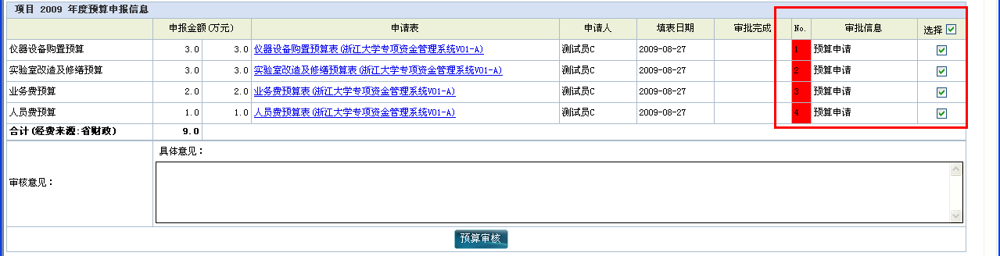 项目 2009 年度预算申报信息
申报金额(万元) 申请表 申请人 填表日期 审批完成 No. 审批信息 选择
仪器设备购置预算 3.0 3.0 仪器设备购置预算表(浙江大学专项资金管理系统V01-A) 测试员C 2009-08-27 1 预算申请
实验室改造及修缮预算 3.0 3.0 实验室改造及修缮预算表(浙江大学专项资金管理系统V01-A) 测试员C 2009-08-27 2 预算申请
业务费预算 2.0 2.0 业务费预算表(浙江大学专项资金管理系统V01-A) 测试员C 2009-08-27 3 预算申请
人员费预算 1.0 1.0 人员费预算表(浙江大学专项资金管理系统V01-A) 测试员C 2009-08-27 4 预算申请
合计(经费来源:省财政) 9.0
具体意见：
审核意见：
预算审核